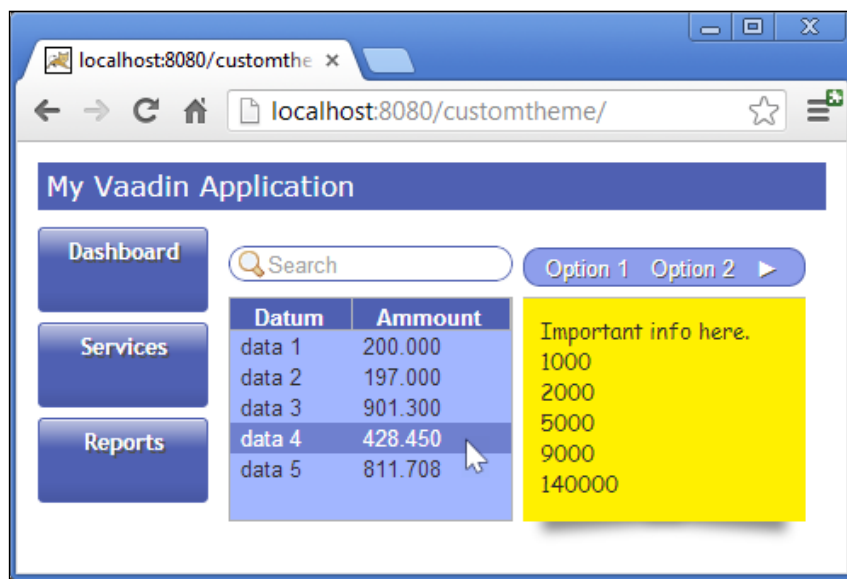 localhost:8080/customthe
localhost:8080/customtheme/
My Vaadin Application
Dashboard
Services
Reports
Search
Datum Ammount
data 1 200.000
data 2 197.000
data 3 901.300
data 4 428.450
data 5 811.708
Option 1 Option 2
Important info here.
1000
2000
5000
9000
140000